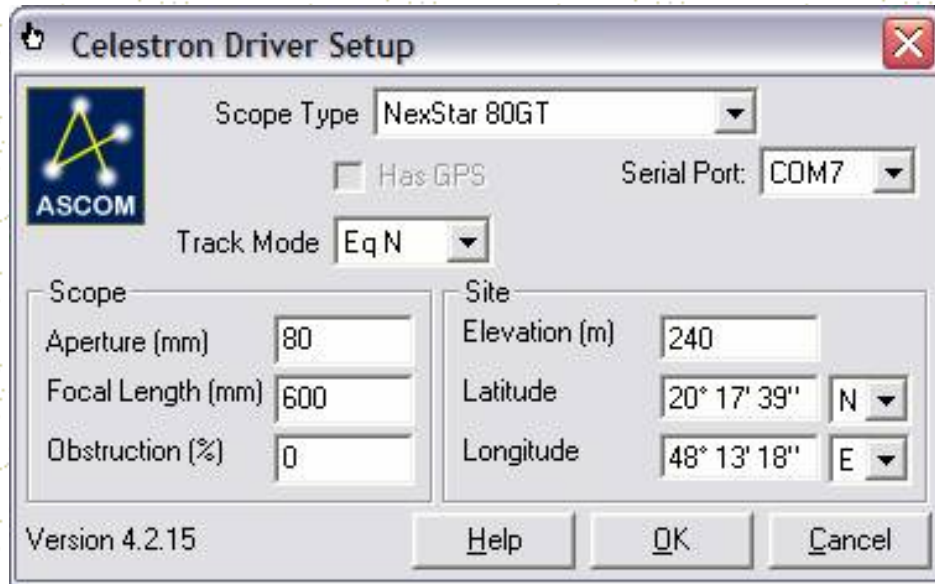 Celestron Driver Setup
Scope Type NexStar 80GT
ASCOM
Has GPS Serial Port: COM7
Track Mode Eq N
Scope
Aperture (mm) 80
Focal Length (mm) 600
Obstruction (%) 0
Site
Elevation (m) 240
Latitude 20° 17' 39'' N
Longitude 48° 13' 18'' E
Version 4.2.15 Help OK Cancel